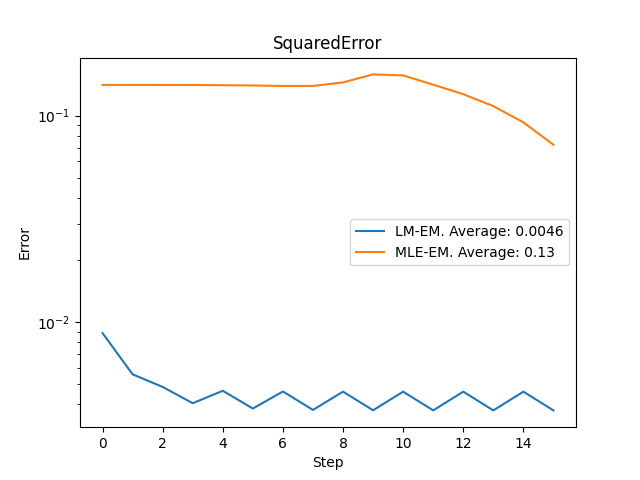 SquaredError
10⁻¹
10⁻²
Error
LM-EM. Average: 0.0046
MLE-EM. Average: 0.13
0 2 4 6 8 10 12 14
Step